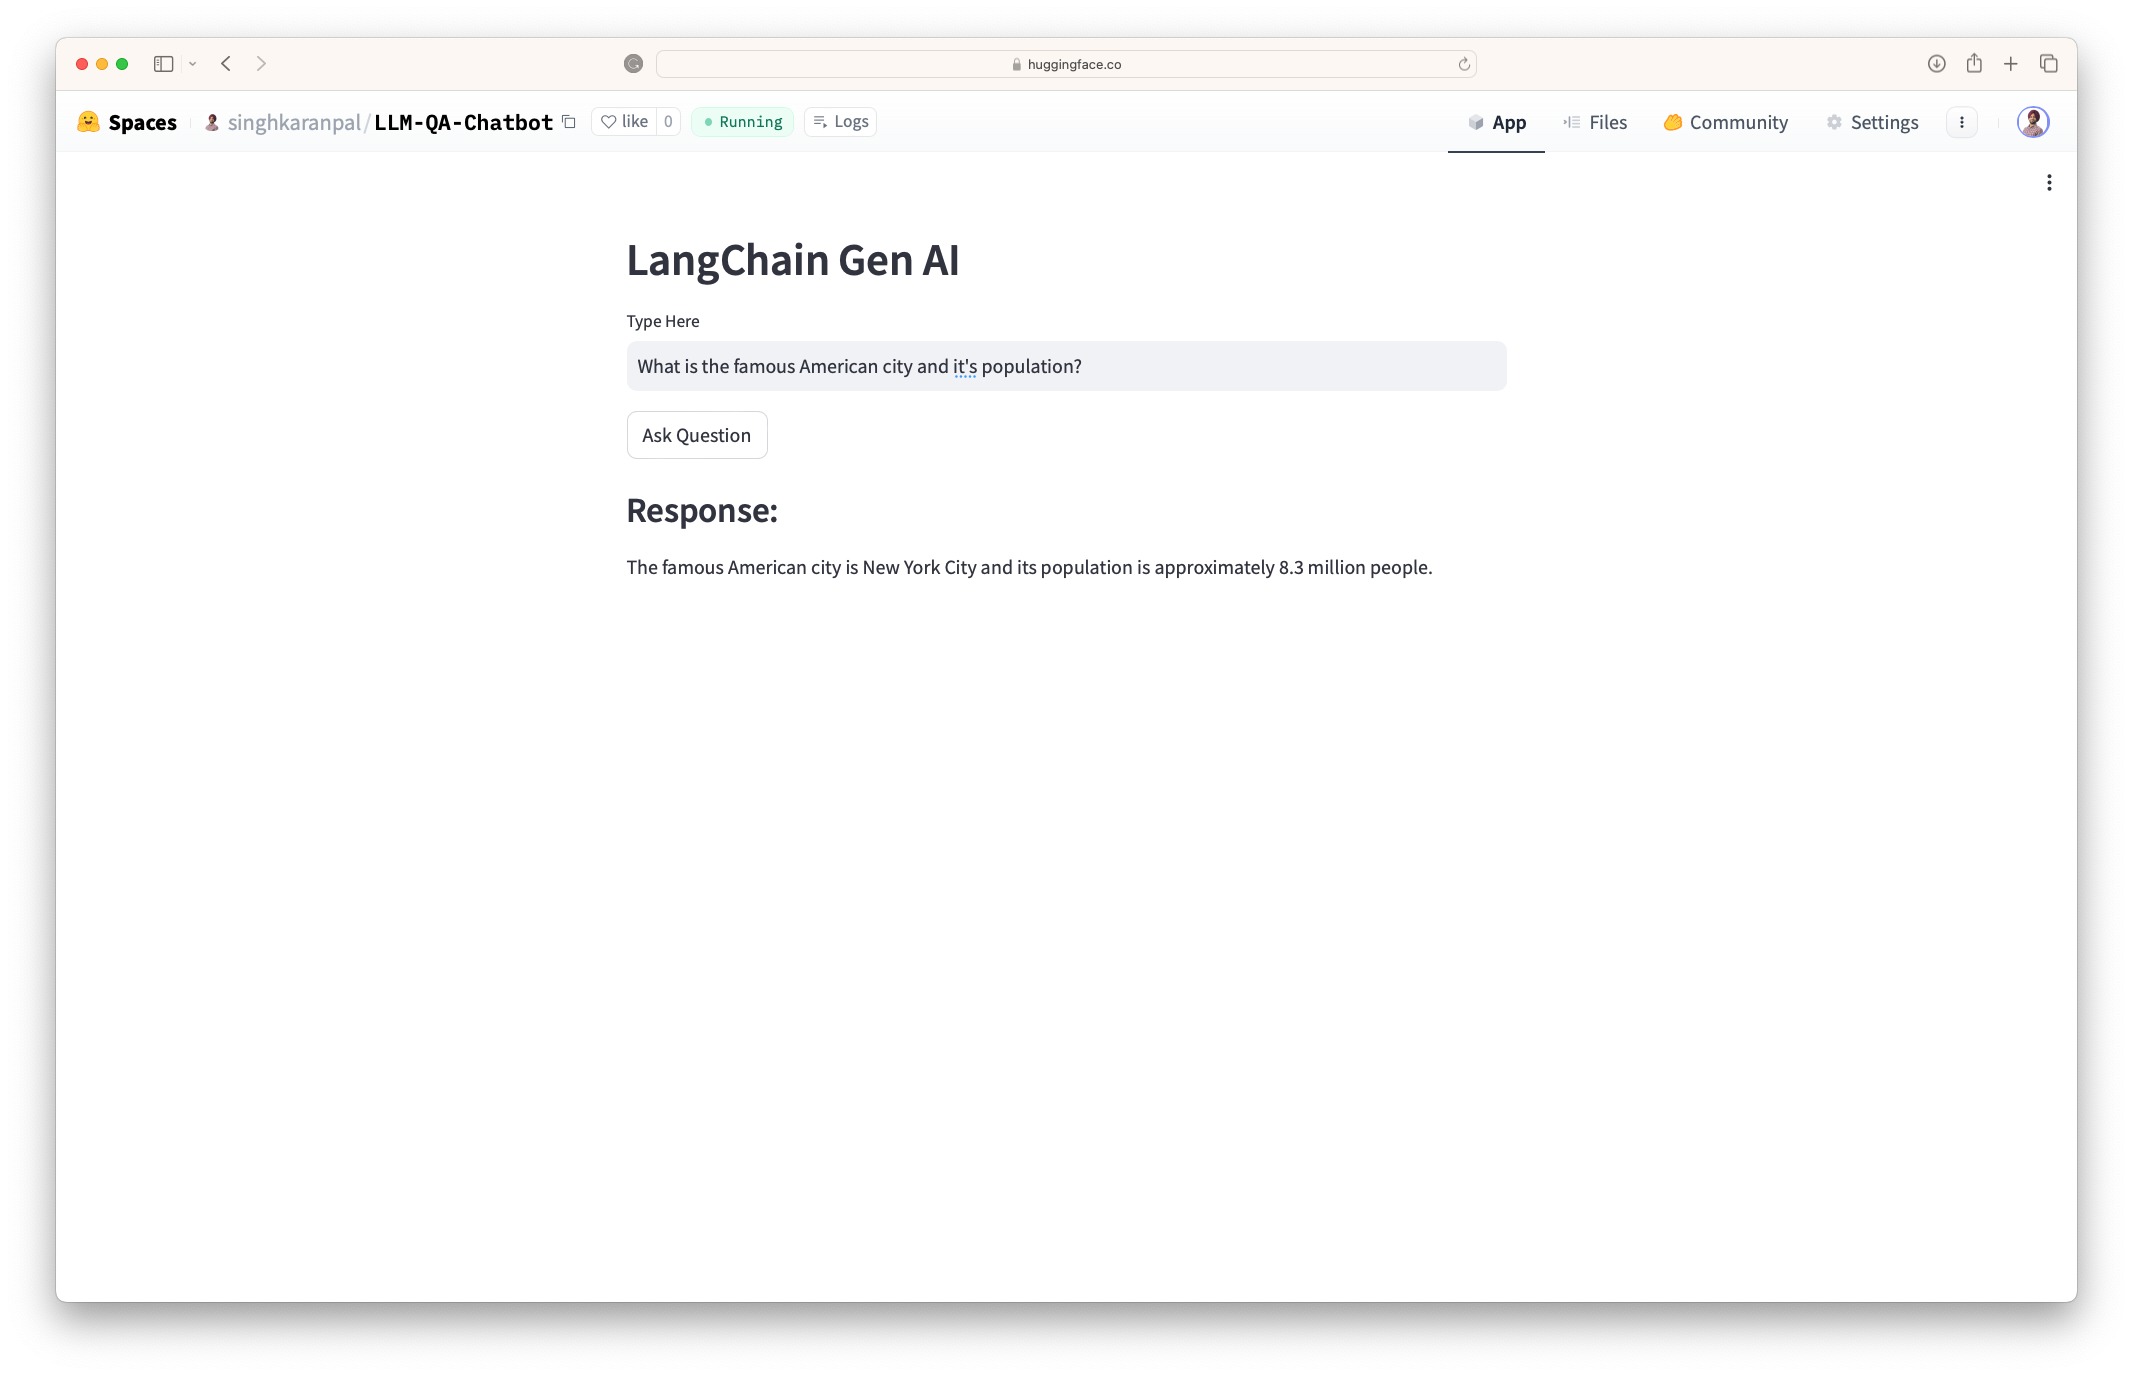 huggingface.co
Spaces singhkaranpal/LLM-QA-Chatbot like 0 Running Logs App Files Community Settings
LangChain Gen AI
Type Here
What is the famous American city and it's population?
Ask Question
Response:
The famous American city is New York City and its population is approximately 8.3 million people.